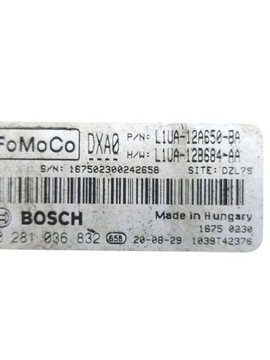 FoMoCo DXA0 P/N: L1UA-12A650-BA
H/W: L1UA-12B684-AA
S/N: 167502300242658 SITE: DZL7S
BOSCH Made in Hungary
1675 0230
0 281 036 832 658 20-08-29 1039T42376